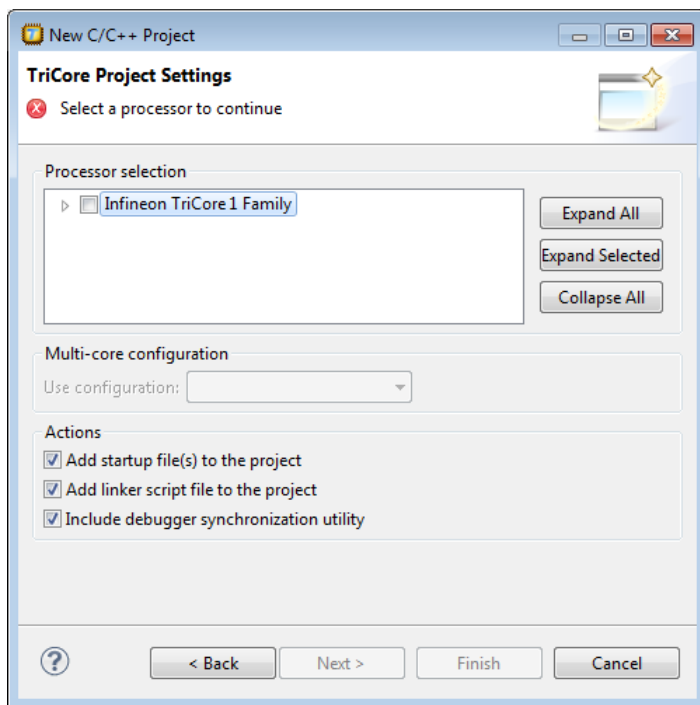 New C/C++ Project
TriCore Project Settings
Select a processor to continue
Processor selection
Infineon TriCore 1 Family
Expand All
Expand Selected
Collapse All
Multi-core configuration
Use configuration:
Actions
Add startup file(s) to the project
Add linker script file to the project
Include debugger synchronization utility
?
< Back
Next >
Finish
Cancel